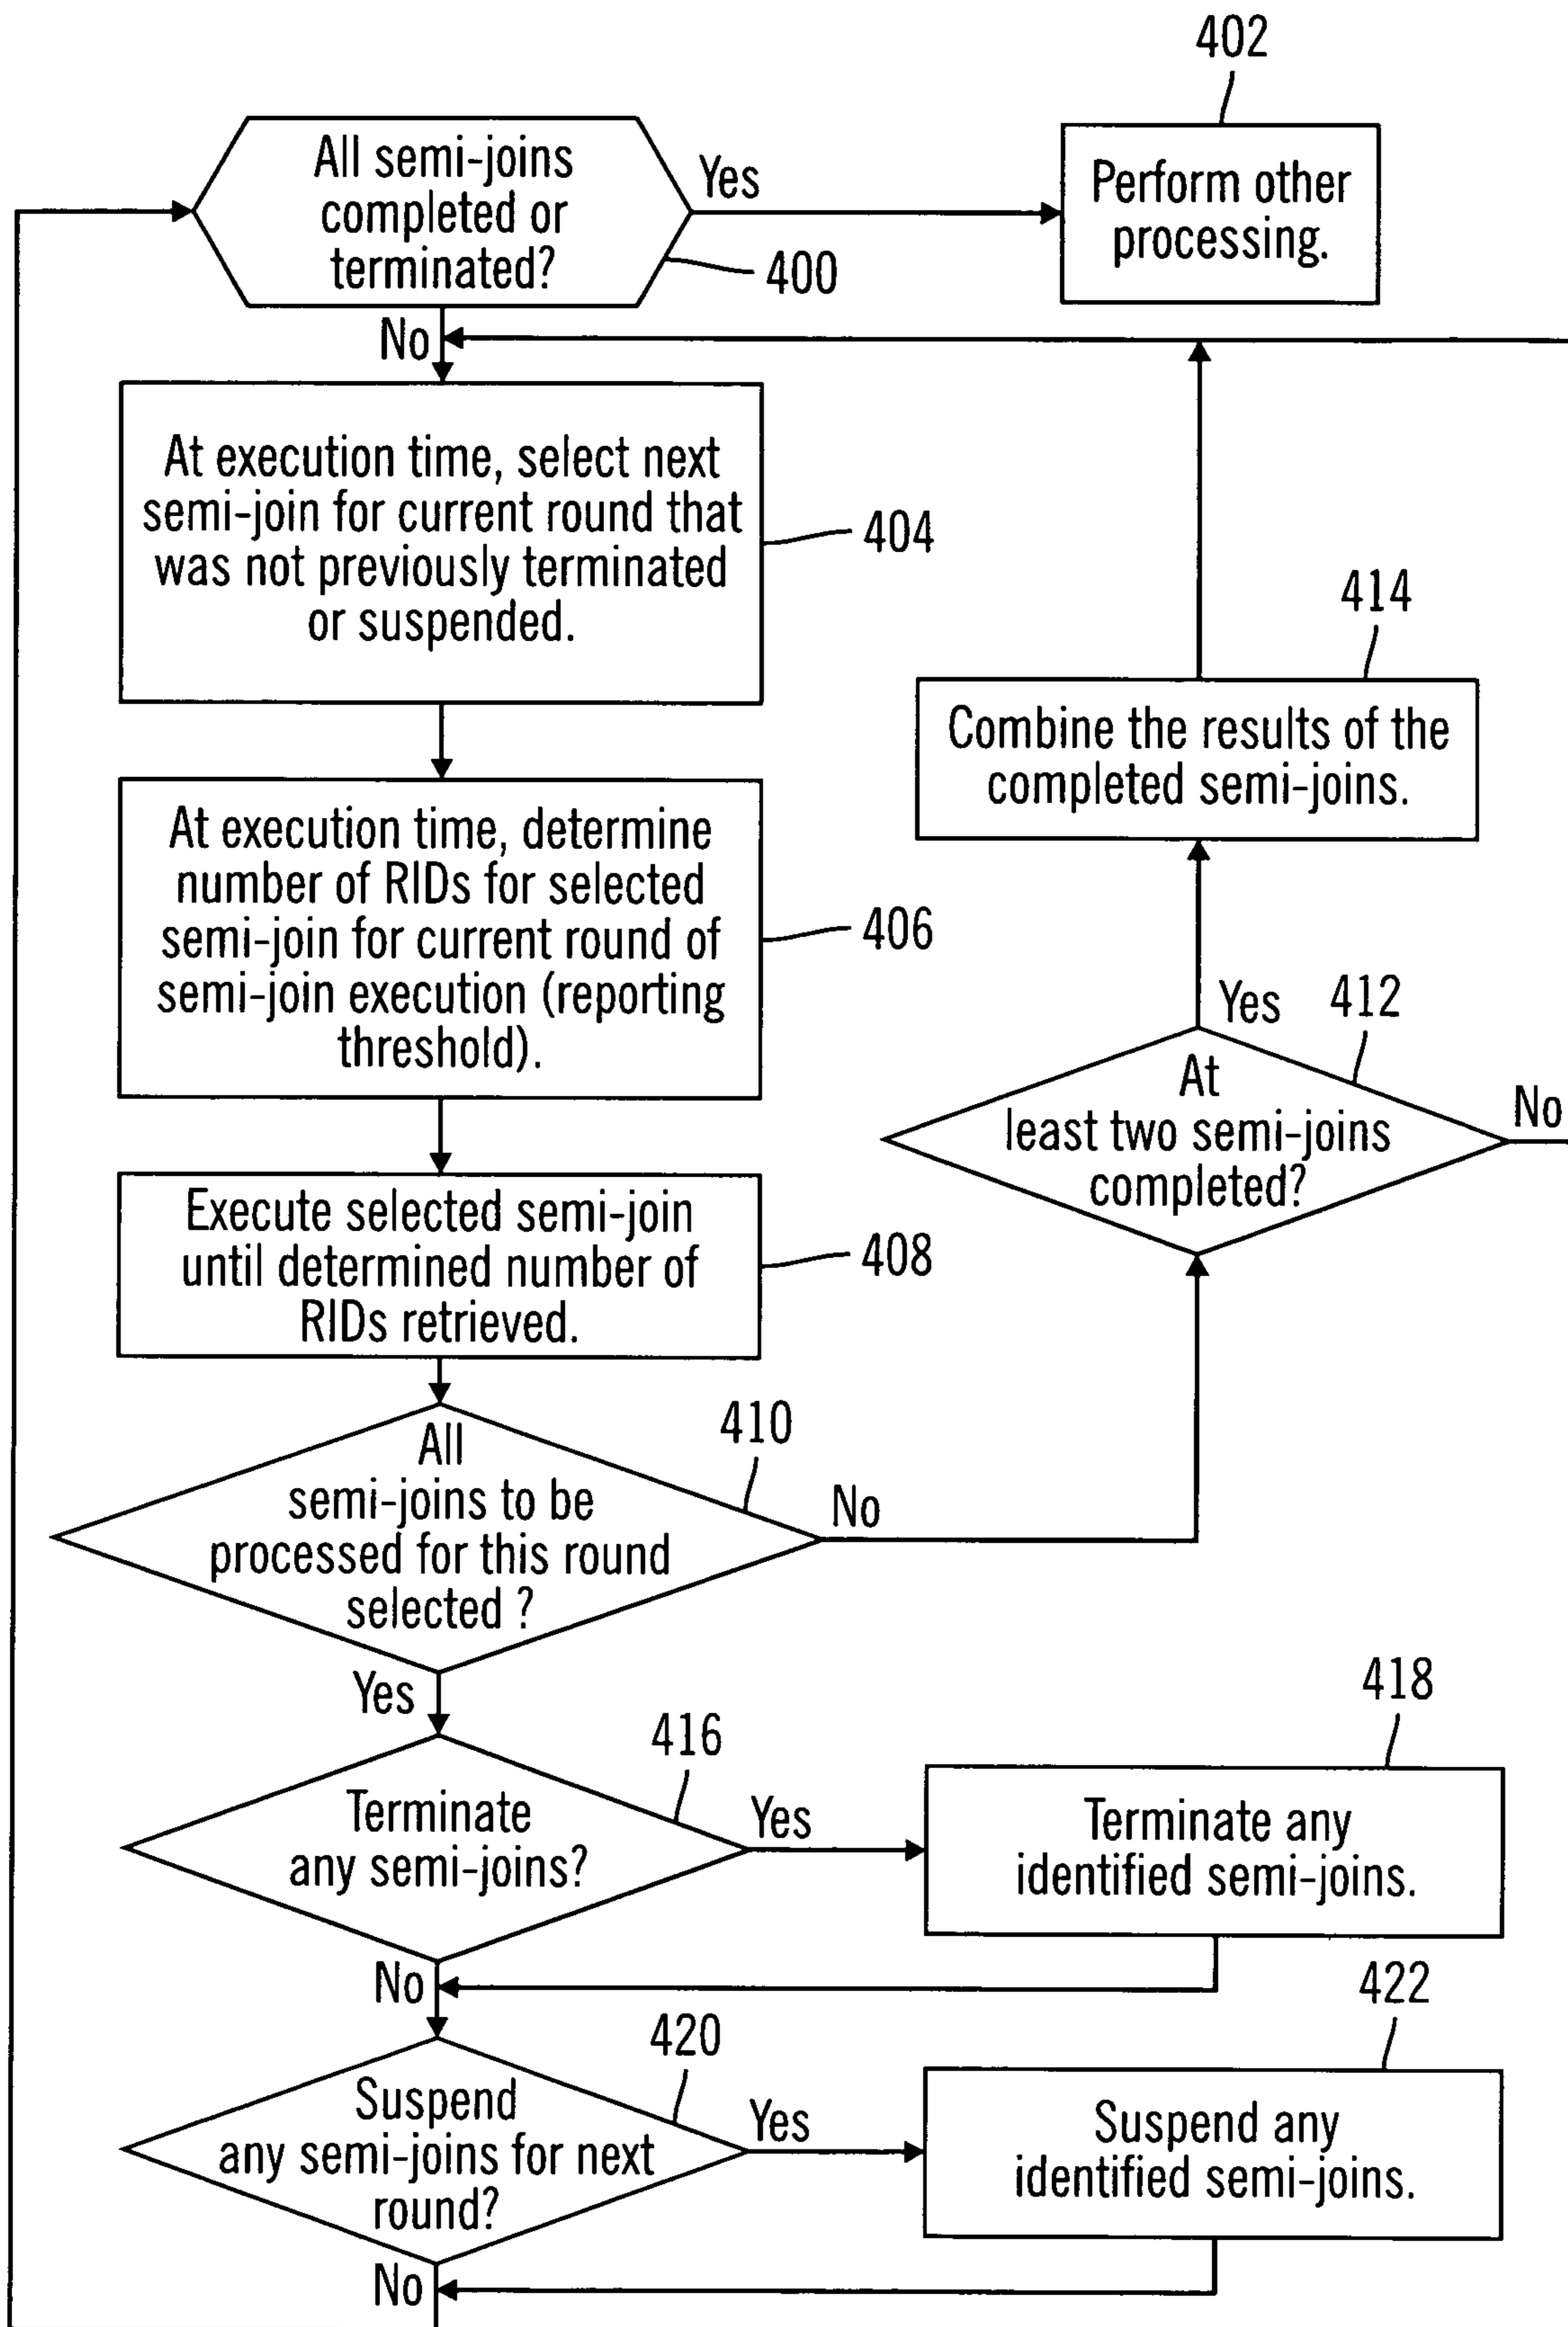 402
All semi-joins
completed or
terminated?
Yes
Perform other
processing.
400
No
At execution time, select next
semi-join for current round that
was not previously terminated
or suspended.
404
414
Combine the results of the
completed semi-joins.
At execution time, determine
number of RIDs for selected
semi-join for current round of
semi-join execution (reporting
threshold).
406
Yes
412
At
least two semi-joins
completed?
No
Execute selected semi-join
until determined number of
RIDs retrieved.
408
All
semi-joins to be
processed for this round
selected ?
410
No
Yes
416
418
Terminate
any semi-joins?
Yes
Terminate any
identified semi-joins.
No
420
422
Suspend
any semi-joins for next
round?
Yes
Suspend any
identified semi-joins.
No